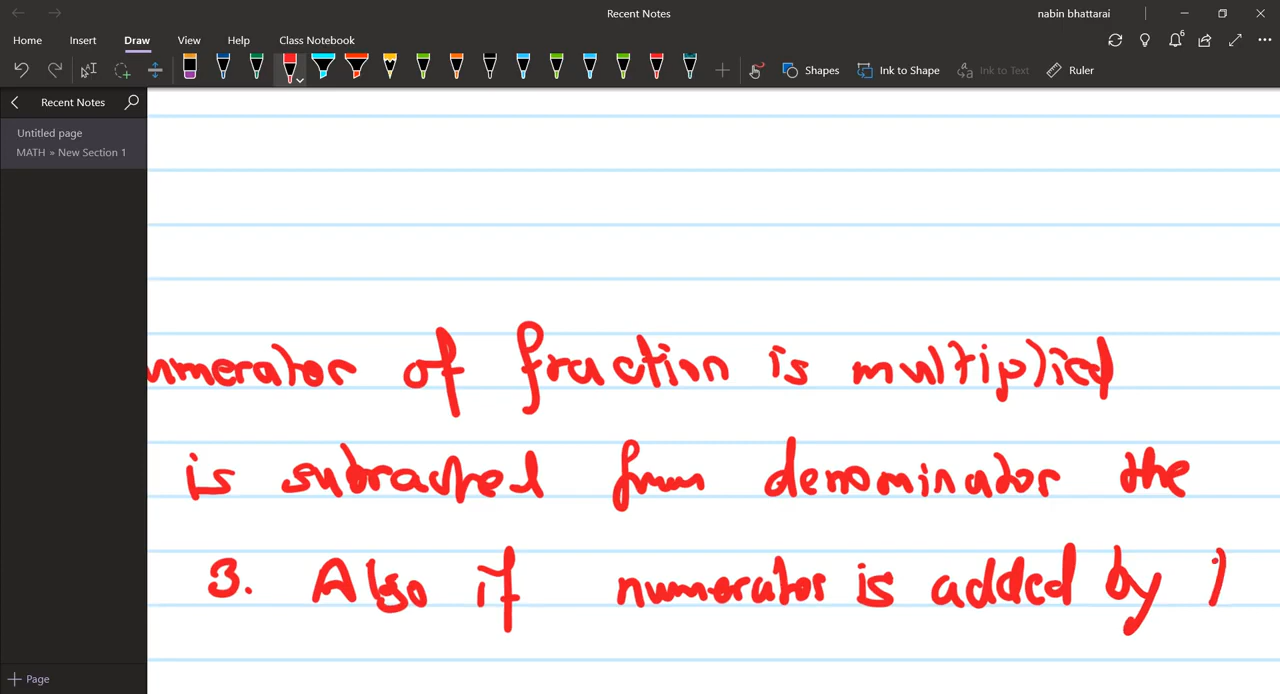 Recent Notes
nabin bhattarai
Home Insert Draw View Help Class Notebook
6
Shapes Ink to Shape Ink to Text Ruler
Recent Notes
Untitled page
MATH » New Section 1
umerator of fraction is multiplied
is subtracted from denominator the
3. Also if numerator is added by
Page